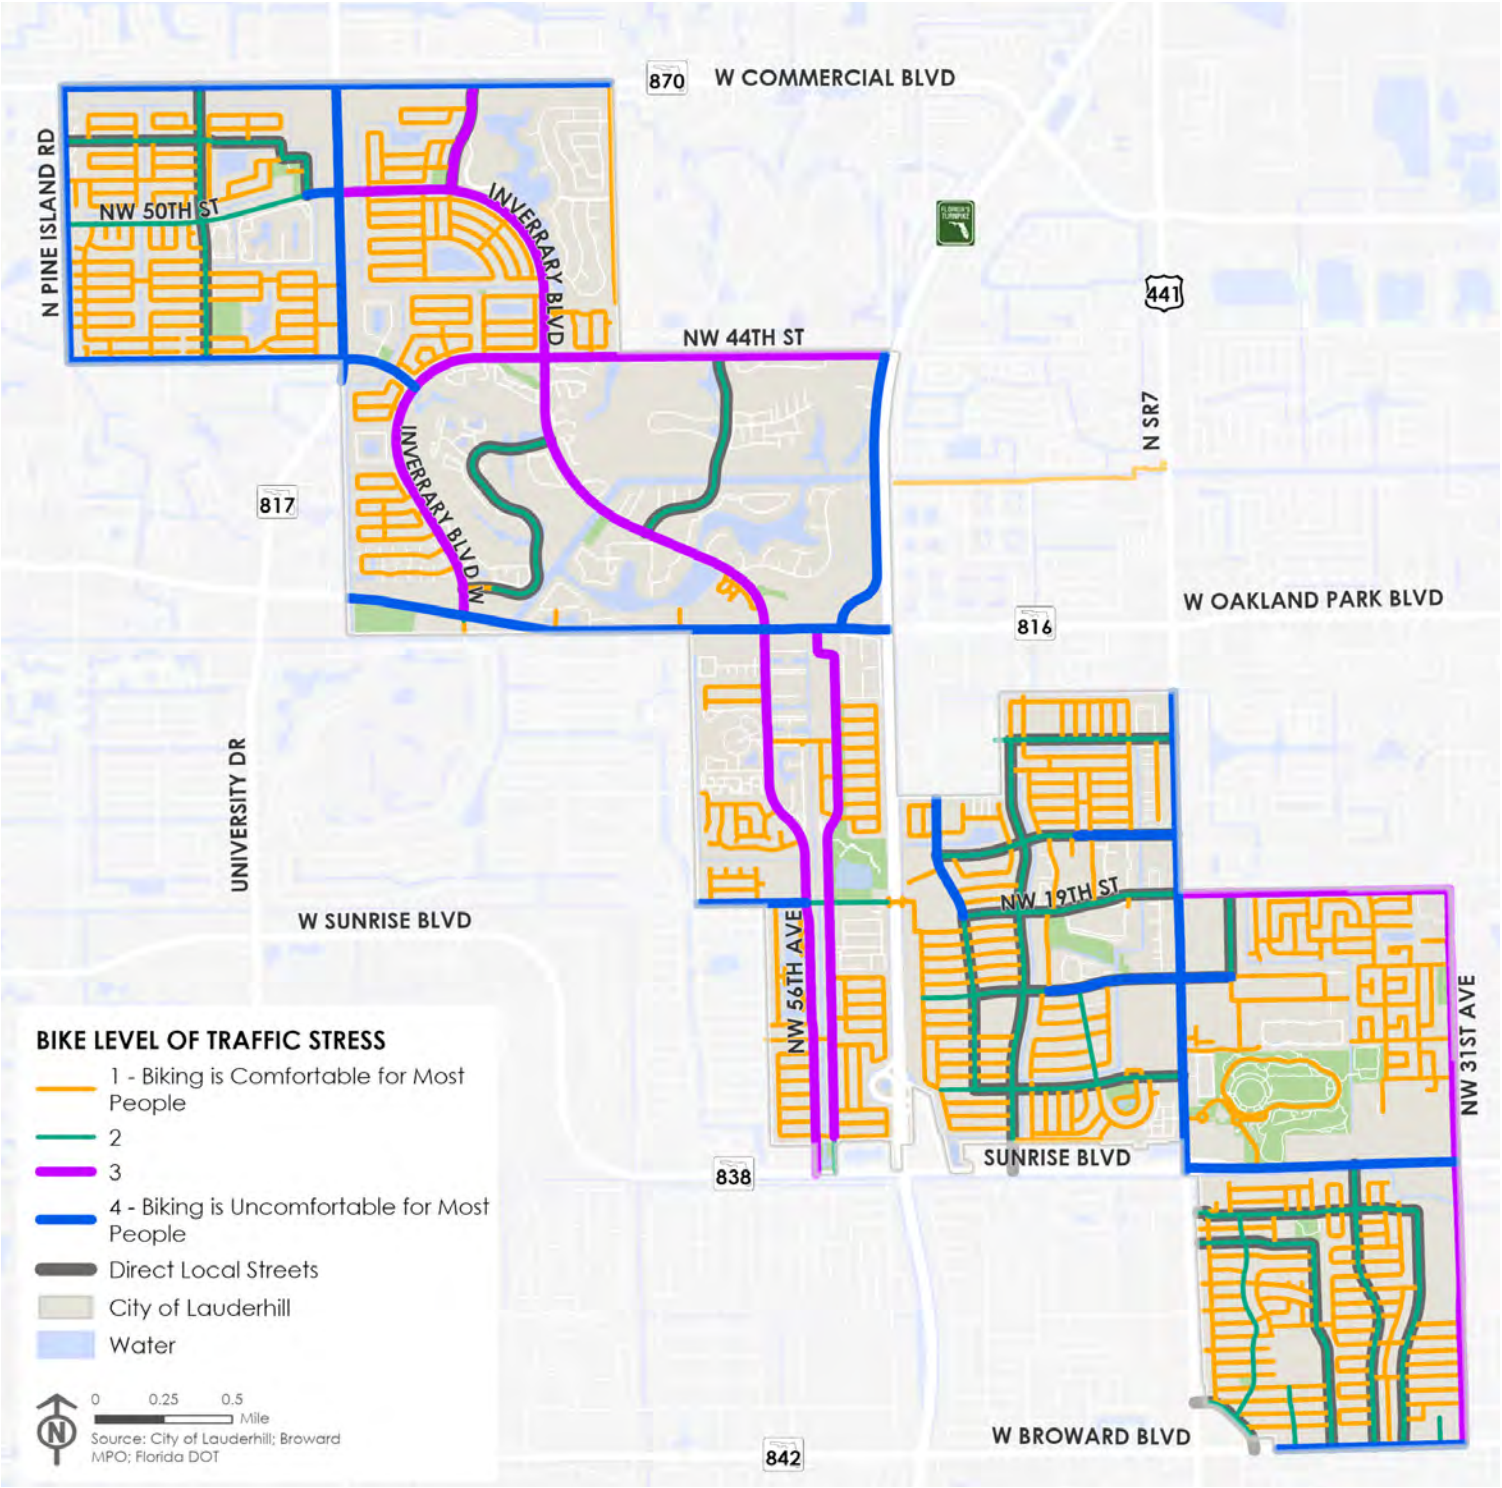 870
W COMMERCIAL BLVD
N PINE ISLAND RD
NW 50TH ST
INVERRARY BLVD
FLORIDA'S
TURNPIKE
441
NW 44TH ST
N SR7
INVERRARY BLVD W
817
W OAKLAND PARK BLVD
816
UNIVERSITY DR
NW 19TH ST
W SUNRISE BLVD
NW 56TH AVE
NW 31ST AVE
SUNRISE BLVD
838
W BROWARD BLVD
842
BIKE LEVEL OF TRAFFIC STRESS
1 - Biking is Comfortable for Most
People
2
3
4 - Biking is Uncomfortable for Most
People
Direct Local Streets
City of Lauderhill
Water
N
0 0.25 0.5
Mile
Source: City of Lauderhill; Broward
MPO; Florida DOT